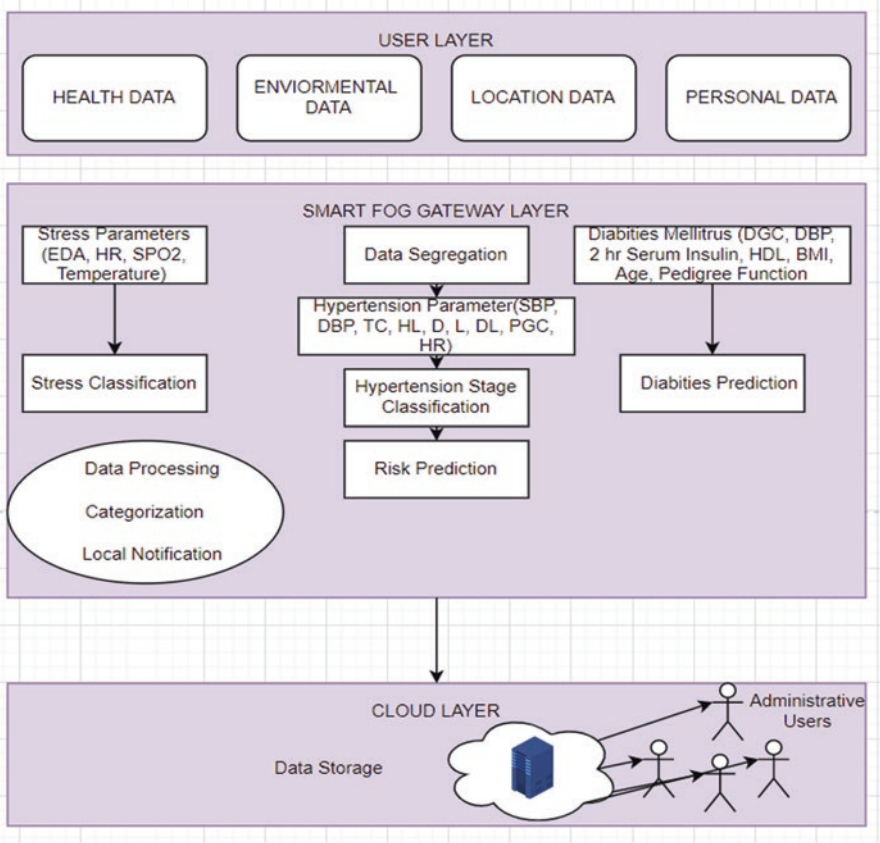 USER LAYER
HEALTH DATA
ENVIORMENTAL
DATA
LOCATION DATA
PERSONAL DATA
SMART FOG GATEWAY LAYER
Stress Parameters
(EDA, HR, SPO2,
Temperature)
Data Segregation
Diabities Mellitrus (DGC, DBP,
2 hr Serum Insulin, HDL, BMI,
Age, Pedigree Function
Hypertension Parameter(SBP,
DBP, TC, HL, D, L, DL, PGC,
HR)
Stress Classification
Hypertension Stage
Classification
Diabities Prediction
Risk Prediction
Data Processing
Categorization
Local Notification
CLOUD LAYER
Data Storage
Administrative
Users